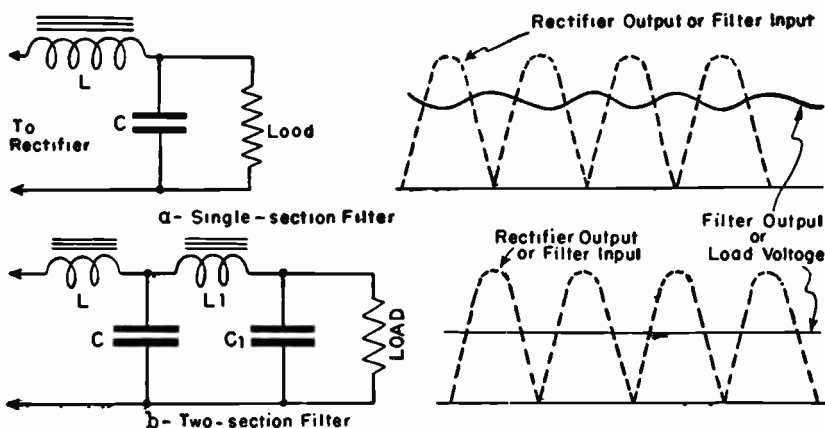 Rectifier Output or Filter Input
L
C
To
Rectifier
Load
a- Single-section Filter
Filter Output
or
Load Voltage
Rectifier Output
or Filter Input
L
L1
C
C1
LOAD
b- Two-section Filter